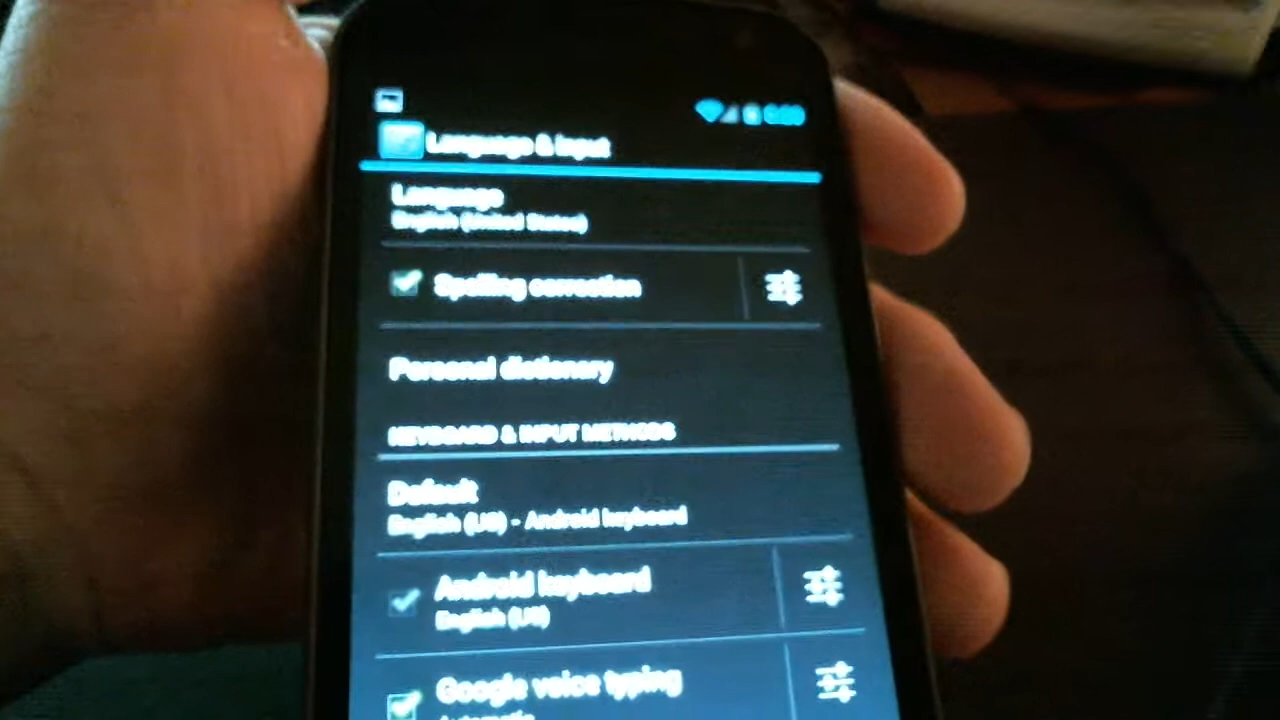 Language & input
Language
English (United States)
Spelling correction
Personal dictionary
KEYBOARD & INPUT METHODS
Default
English (US) - Android keyboard
Android keyboard
English (US)
Google voice typing
Automatic